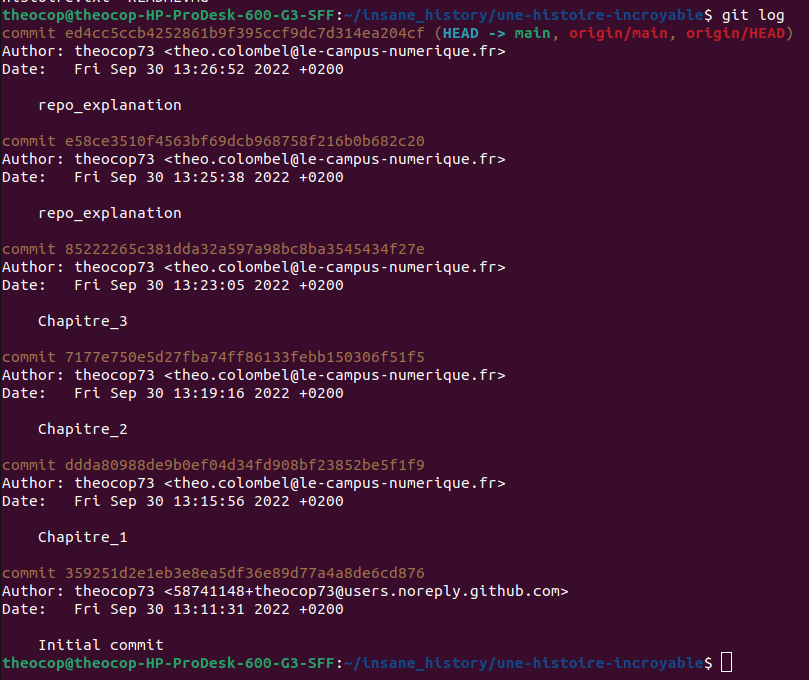 theocop@theocop-HP-ProDesk-600-G3-SFF:~/insane_history/une-histoire-incroyable$ git log
commit ed4cc5ccb4252861b9f395ccf9dc7d314ea204cf (HEAD -> main, origin/main, origin/HEAD)
Author: theocop73 <theo.colombel@le-campus-numerique.fr>
Date:   Fri Sep 30 13:26:52 2022 +0200
repo_explanation
commit e58ce3510f4563bf69dcb968758f216b0b682c20
Author: theocop73 <theo.colombel@le-campus-numerique.fr>
Date:   Fri Sep 30 13:25:38 2022 +0200
repo_explanation
commit 85222265c381dda32a597a98bc8ba3545434f27e
Author: theocop73 <theo.colombel@le-campus-numerique.fr>
Date:   Fri Sep 30 13:23:05 2022 +0200
Chapitre_3
commit 7177e750e5d27fba74ff86133febb150306f51f5
Author: theocop73 <theo.colombel@le-campus-numerique.fr>
Date:   Fri Sep 30 13:19:16 2022 +0200
Chapitre_2
commit ddda80988de9b0ef04d34fd908bf23852be5f1f9
Author: theocop73 <theo.colombel@le-campus-numerique.fr>
Date:   Fri Sep 30 13:15:56 2022 +0200
Chapitre_1
commit 359251d2e1eb3e8ea5df36e89d77a4a8de6cd876
Author: theocop73 <58741148+theocop73@users.noreply.github.com>
Date:   Fri Sep 30 13:11:31 2022 +0200
Initial commit
theocop@theocop-HP-ProDesk-600-G3-SFF:~/insane_history/une-histoire-incroyable$